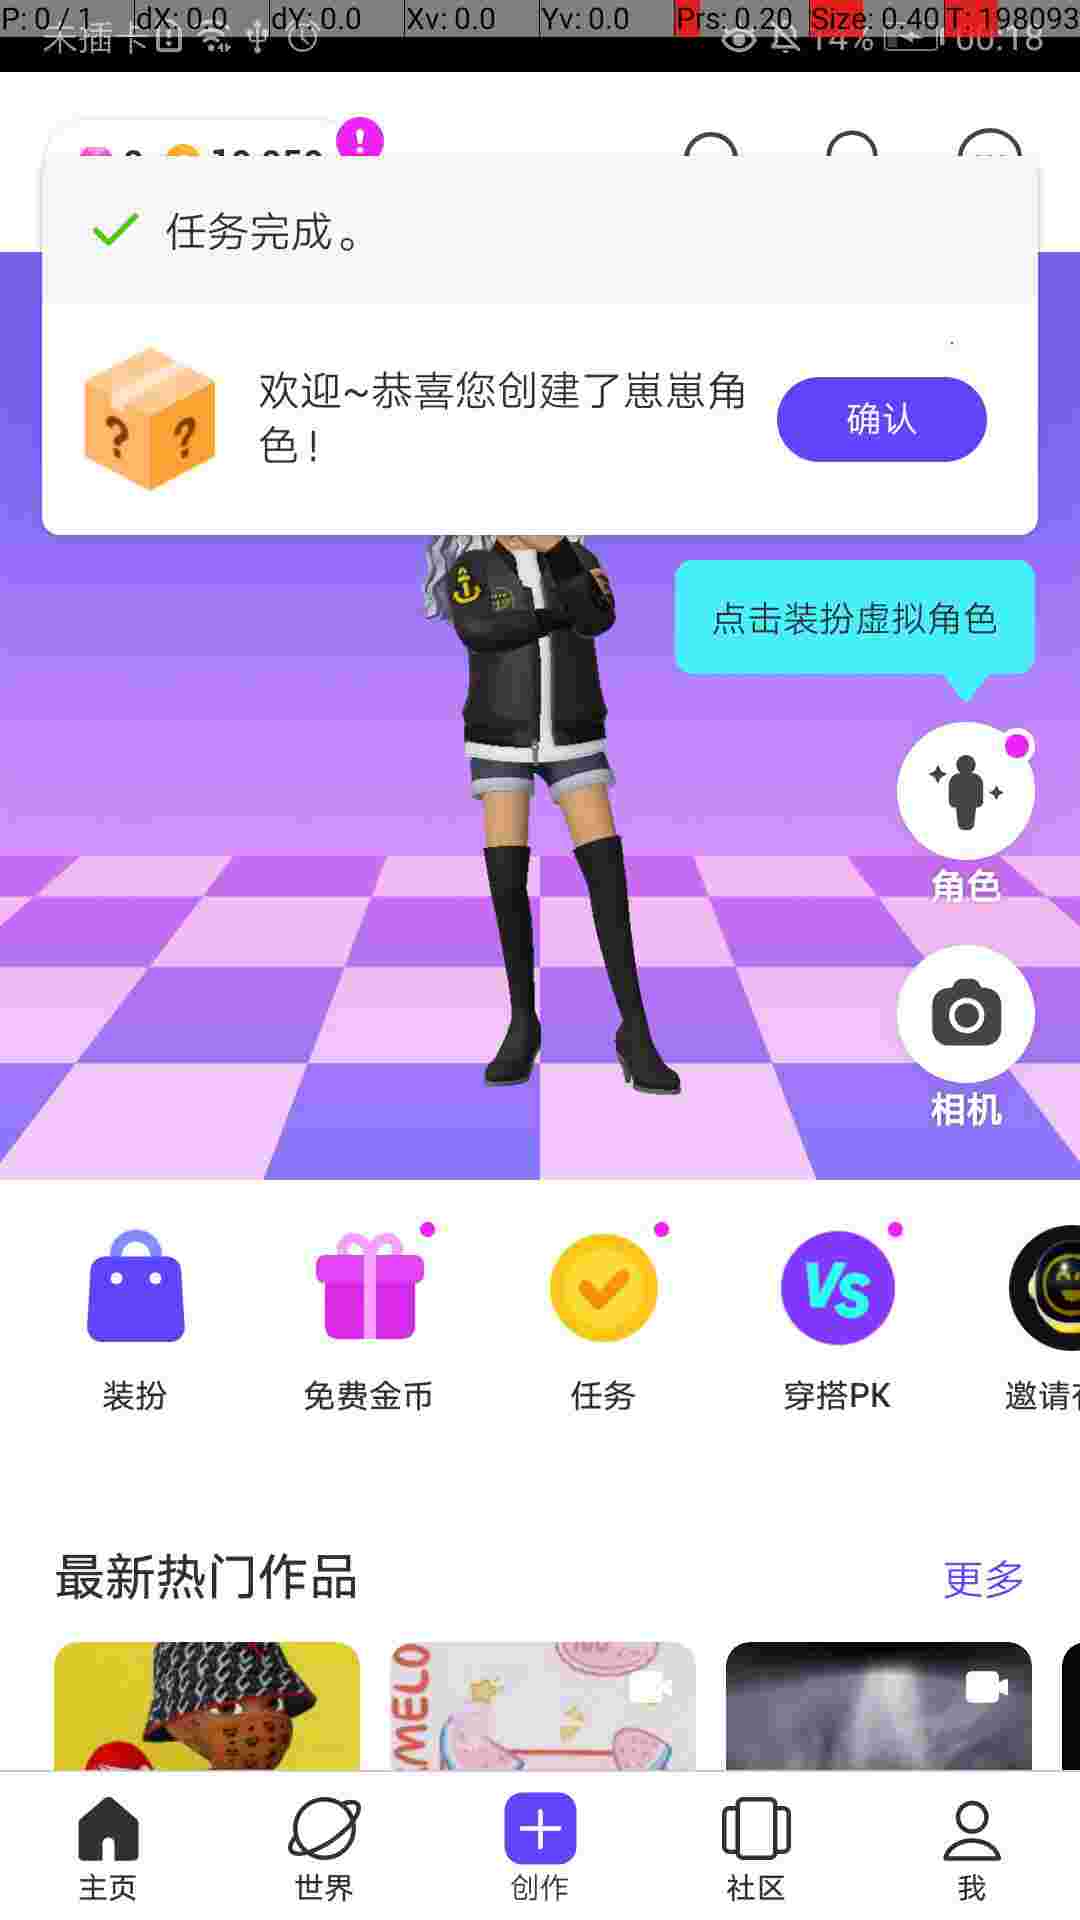 P: 0 / 1 dX: 0.0 dY: 0.0 Xv: 0.0 Yv: 0.0 Prs: 0.20 Size: 0.40 T: 198093
未插卡 14% 00:18
任务完成。
欢迎~恭喜您创建了崽崽角
色！
确认
点击装扮虚拟角色
角色
相机
装扮 免费金币 任务 穿搭PK 邀请
最新热门作品 更多
MELO
主页 世界 创作 社区 我